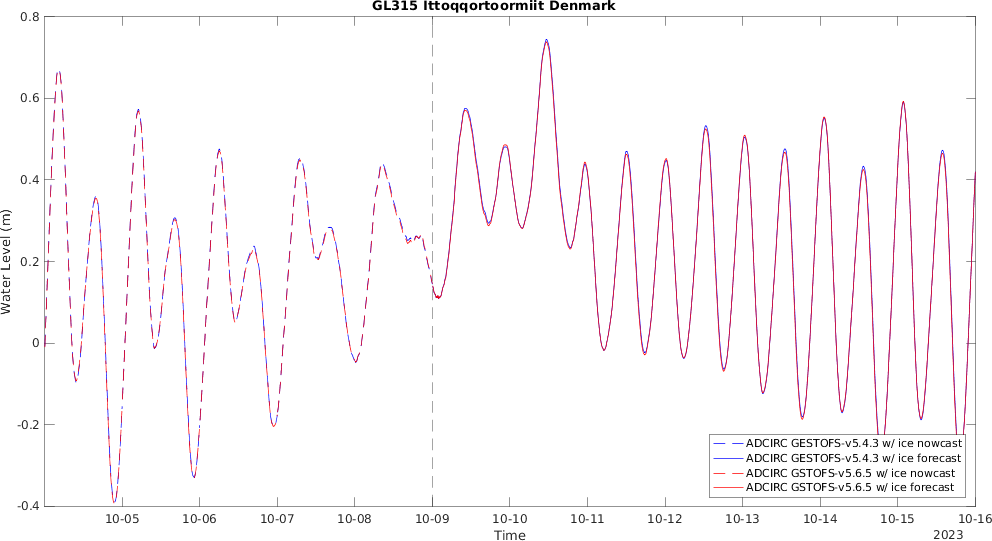 GL315 Ittoqqortoormiit Denmark
0.8
0.6
0.4
0.2
0
-0.2
-0.4
Water Level (m)
10-05 10-06 10-07 10-08 10-09 10-10 10-11 10-12 10-13 10-14 10-15 10-16
Time
2023
ADCIRC GESTOFS-v5.4.3 w/ ice nowcast
ADCIRC GESTOFS-v5.4.3 w/ ice forecast
ADCIRC GSTOFS-v5.6.5 w/ ice nowcast
ADCIRC GSTOFS-v5.6.5 w/ ice forecast